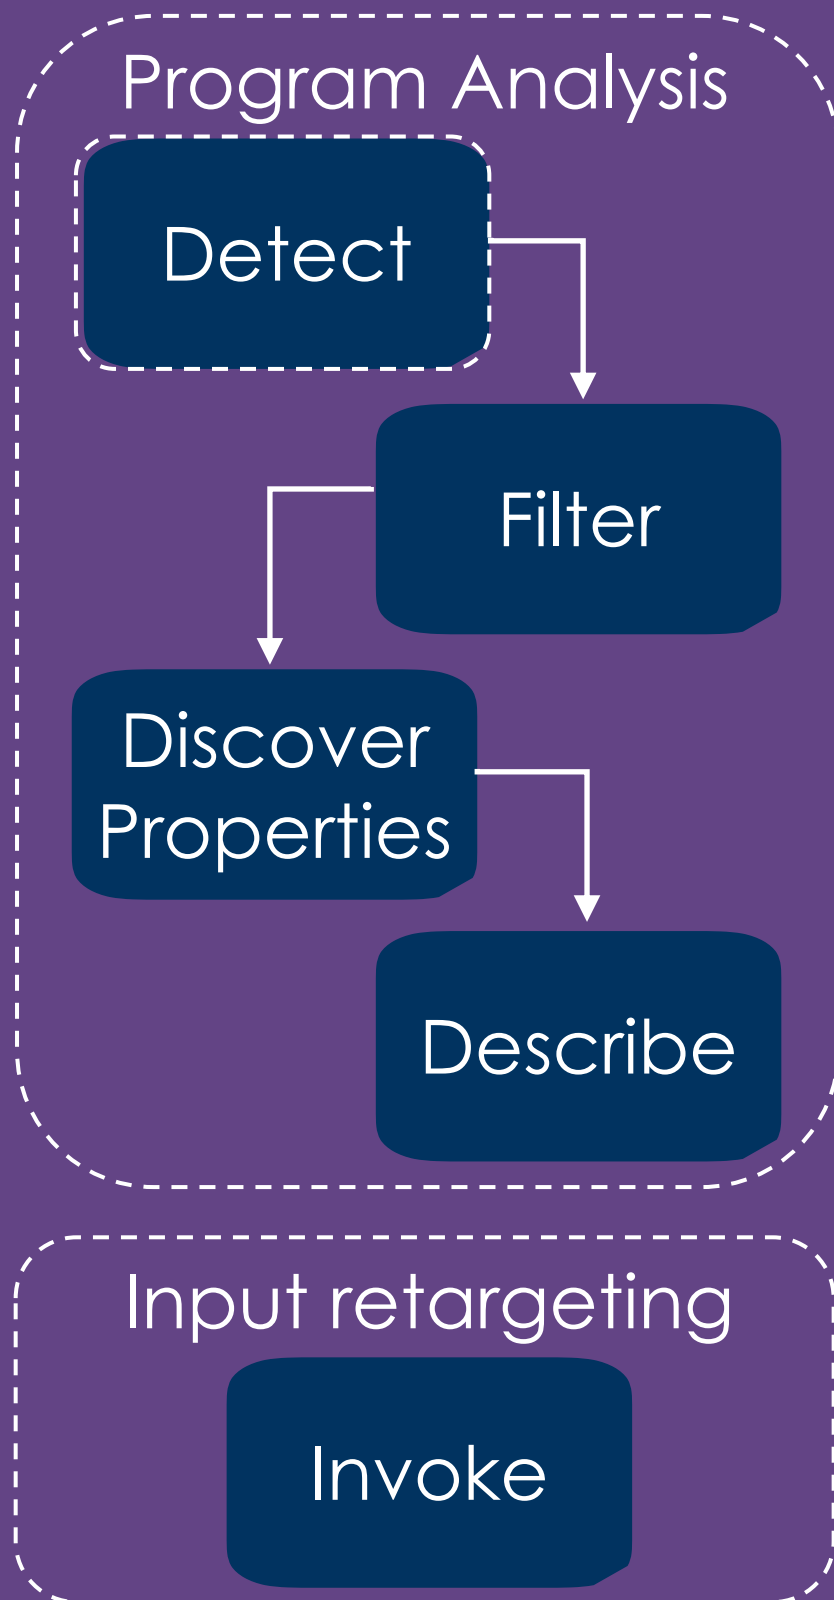 Program Analysis
Detect
Filter
Discover
Properties
Describe
Input retargeting
Invoke